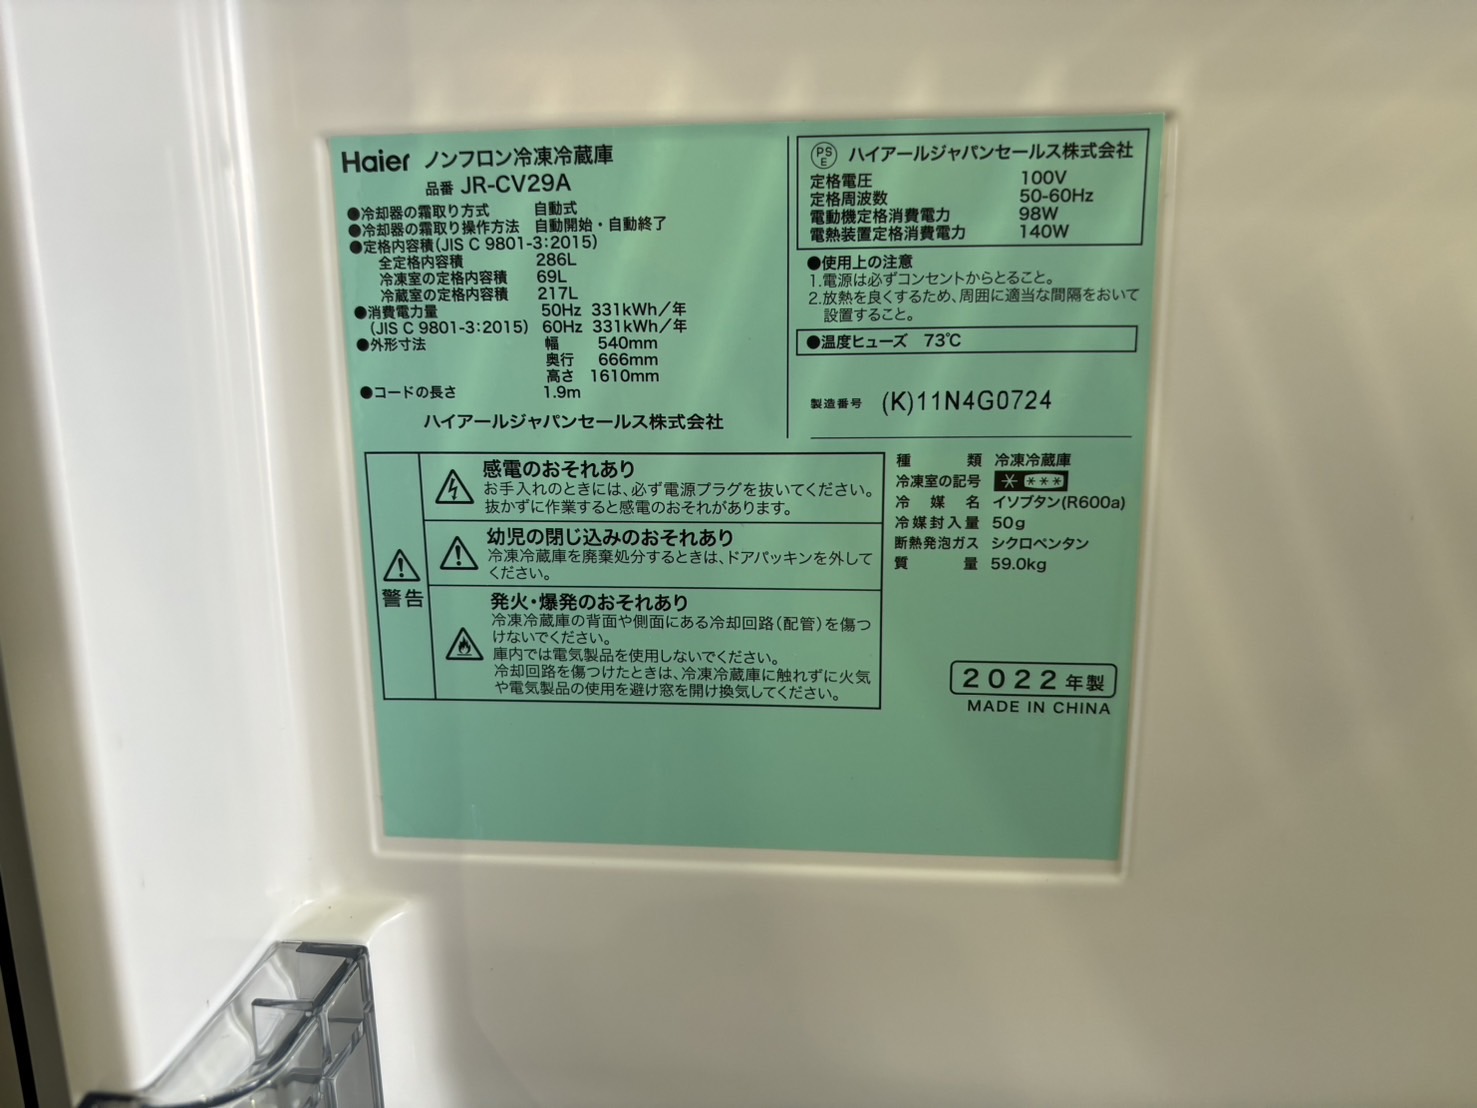 Haier ノンフロン冷凍冷蔵庫
品番 JR-CV29A
●冷却器の霜取り方式 自動式
●冷却器の霜取り操作方法 自動開始・自動終了
●定格内容積(JIS C 9801-3:2015)
全定格内容積 286L
冷凍室の定格内容積 69L
冷蔵室の定格内容積 217L
●消費電力量 50Hz 331kWh/年
(JIS C 9801-3:2015) 60Hz 331kWh/年
●外形寸法 幅 540mm
奥行 666mm
高さ 1610mm
●コードの長さ 1.9m
ハイアールジャパンセールス株式会社
PS
E ハイアールジャパンセールス株式会社
定格電圧 100V
定格周波数 50-60Hz
電動機定格消費電力 98W
電熱装置定格消費電力 140W
●使用上の注意
1.電源は必ずコンセントからとること。
2.放熱を良くするため、周囲に適当な間隔をおいて
設置すること。
●温度ヒューズ 73℃
製造番号 (K)11N4G0724
警告
感電のおそれあり
お手入れのときには、必ず電源プラグを抜いてください。
抜かずに作業すると感電のおそれがあります。
幼児の閉じ込みのおそれあり
冷凍冷蔵庫を廃棄処分するときは、ドアパッキンを外して
ください。
発火・爆発のおそれあり
冷凍冷蔵庫の背面や側面にある冷却回路(配管)を傷つ
けないでください。
庫内では電気製品を使用しないでください。
冷却回路を傷つけたときは、冷凍冷蔵庫に触れずに火気
や電気製品の使用を避け窓を開け換気してください。
種類 冷凍冷蔵庫
冷凍室の記号 * ***
冷媒名 イソブタン(R600a)
冷媒封入量 50g
断熱発泡ガス シクロペンタン
質量 59.0kg
2022年製
MADE IN CHINA